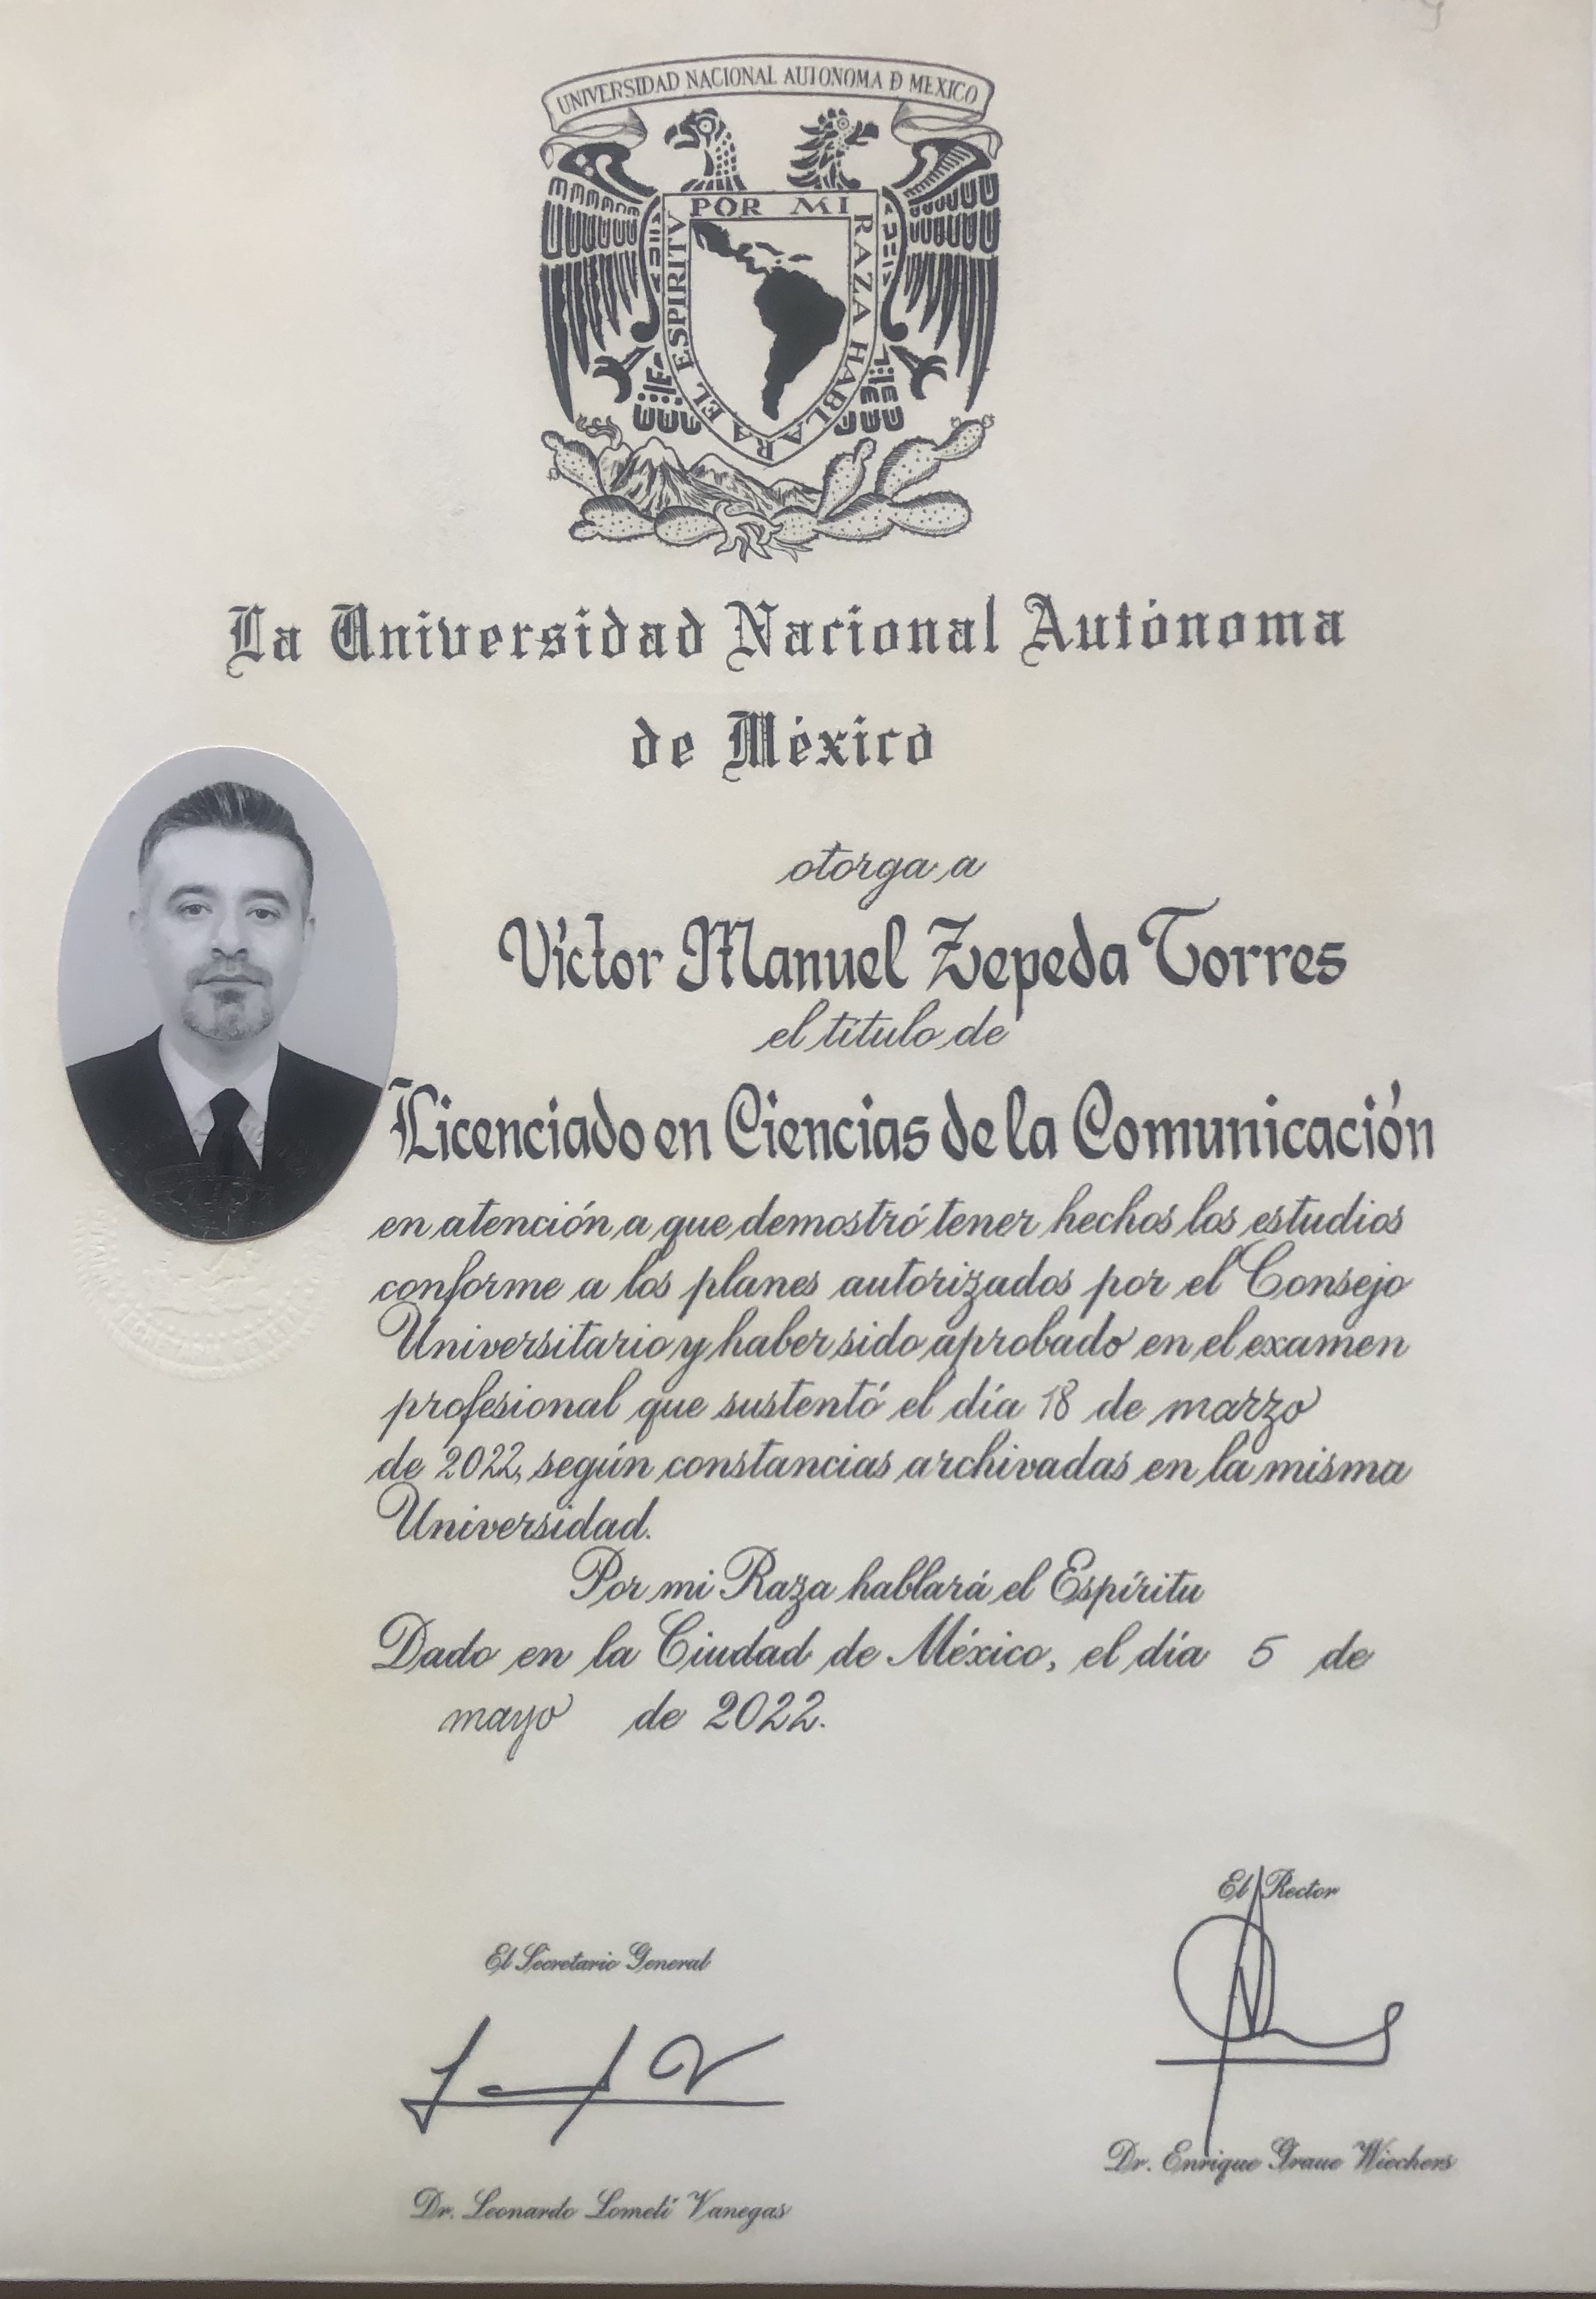 UNIVERSIDAD NACIONAL AUTONOMA D MEXICO
POR MI RAZA HABLARA EL ESPIRITV
La Universidad Nacional Autónoma
de México
otorga a
Víctor Manuel Zepeda Torres
el título de
Licenciado en Ciencias de la Comunicación
en atención a que demostró tener hechos los estudios
conforme a los planes autorizados por el Consejo
Universitario y haber sido aprobado en el examen
profesional que sustentó el día 18 de marzo
de 2022, según constancias archivadas en la misma
Universidad.
Por mi Raza hablará el Espíritu
Dado en la Ciudad de México, el día 5 de
mayo de 2022.
El Rector
El Secretario General
Dr. Enrique Graue Wiechers
Dr. Leonardo Lomelí Vanegas